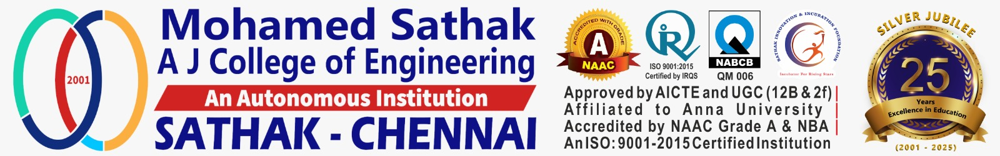 2001
Mohamed Sathak
A J College of Engineering
An Autonomous Institution
SATHAK - CHENNAI
ACCREDITED WITH GRADE
A
NAAC
iR
ISO 9001:2015
Certified by IRQS
NABCB
QM 006
SATHAK INNOVATION & INCUBATION FOUNDATION
Incubator For Rising Stars
Approved by AICTE and UGC (12B & 2f) |
Affiliated to Anna University |
Accredited by NAAC Grade A & NBA |
An ISO: 9001-2015 Certified Institution
SILVER JUBILEE
25
Years
Excellence in Education
(2001 - 2025)